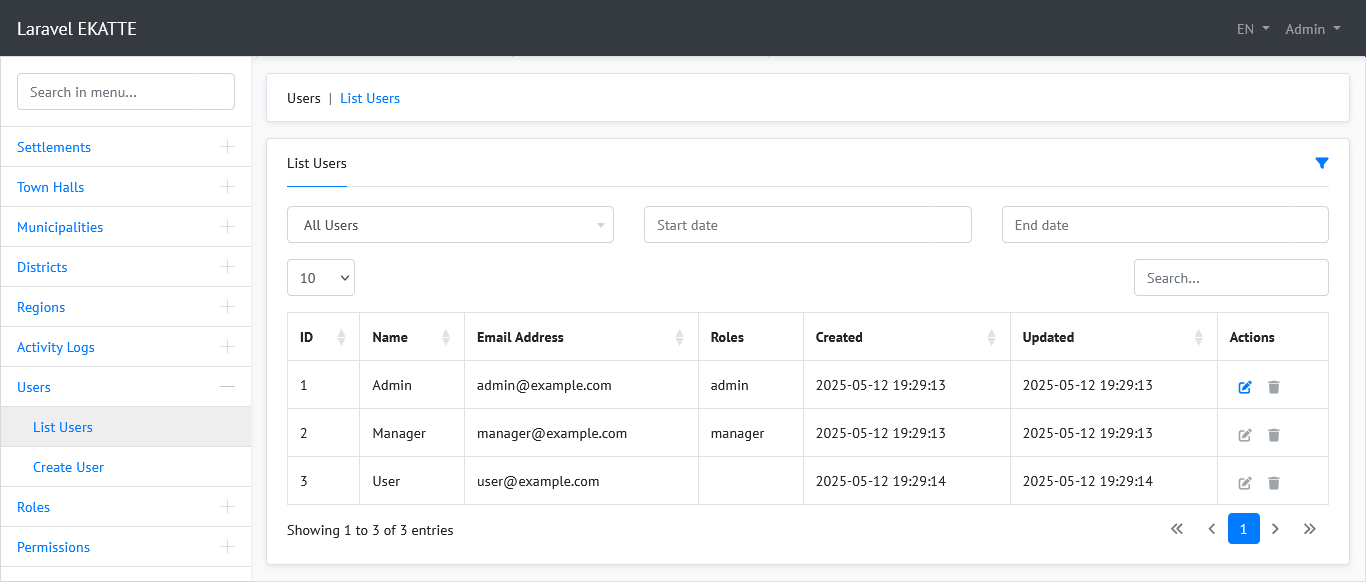 Laravel EKATTE
EN Admin
Search in menu...
Settlements
Town Halls
Municipalities
Districts
Regions
Activity Logs
Users
List Users
Create User
Roles
Permissions
Users | List Users
List Users
All Users Start date End date
10 Search...
ID Name Email Address Roles Created Updated Actions
1 Admin admin@example.com admin 2025-05-12 19:29:13 2025-05-12 19:29:13
2 Manager manager@example.com manager 2025-05-12 19:29:13 2025-05-12 19:29:13
3 User user@example.com 2025-05-12 19:29:14 2025-05-12 19:29:14
Showing 1 to 3 of 3 entries
1